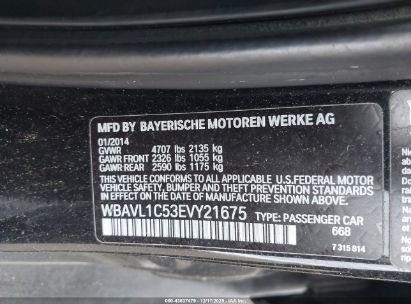 MFD BY BAYERISCHE MOTOREN WERKE AG
01/2014
GVWR 4707 lbs 2135 kg
GAWR FRONT 2326 lbs 1055 kg
GAWR REAR 2590 lbs 1175 kg
THIS VEHICLE CONFORMS TO ALL APPLICABLE U.S.FEDERAL MOTOR
VEHICLE SAFETY, BUMPER AND THEFT PREVENTION STANDARDS
IN EFFECT ON THE DATE OF MANUFACTURE SHOWN ABOVE.
WBAVL1C53EVY21675 TYPE: PASSENGER CAR
668
7 315 814